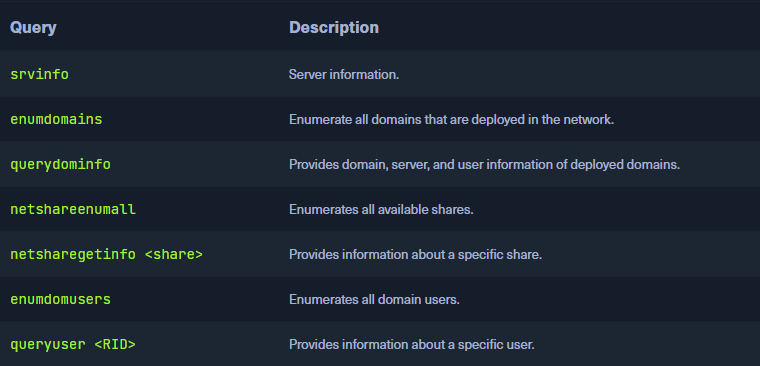 Query Description
srvinfo Server information.
enumdomains Enumerate all domains that are deployed in the network.
querydominfo Provides domain, server, and user information of deployed domains.
netshareenumall Enumerates all available shares.
netsharegetinfo <share> Provides information about a specific share.
enumdomusers Enumerates all domain users.
queryuser <RID> Provides information about a specific user.